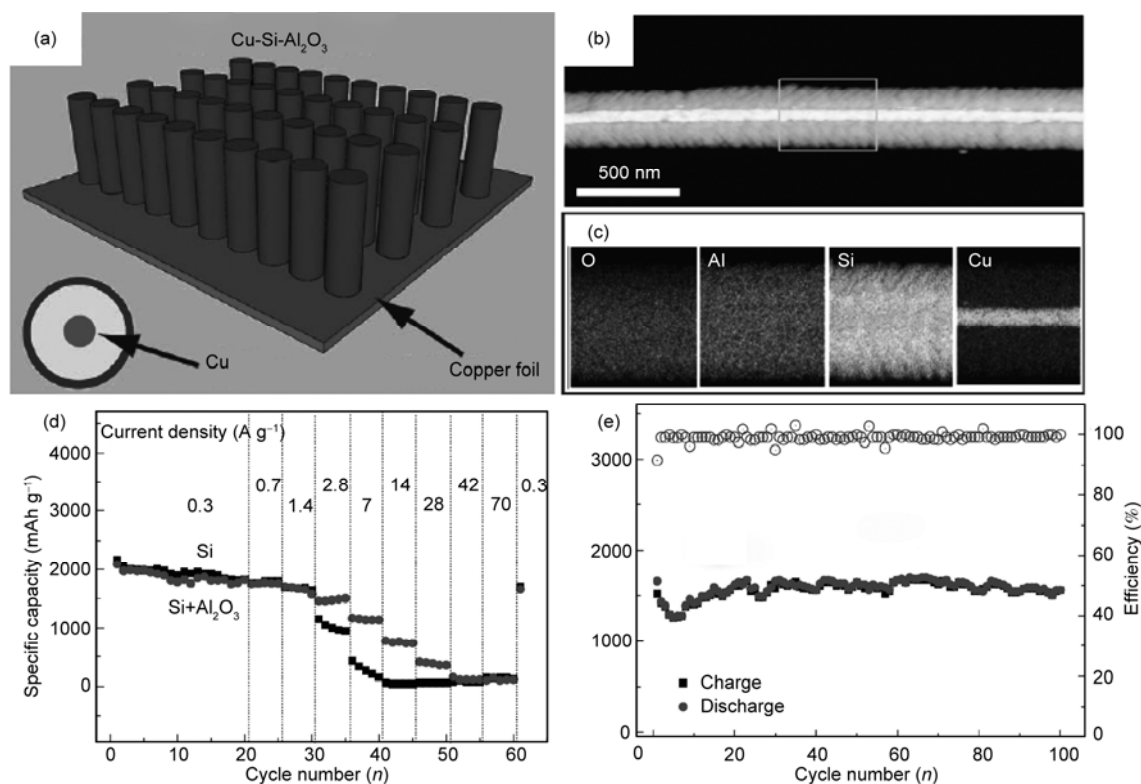 (a)
Cu-Si-Al₂O₃
Cu
Copper foil
(b)
500 nm
(c)
O
Al
Si
Cu
(d)
Current density (A g⁻¹)
4000
3000
2000
1000
0
Specific capacity (mAh g⁻¹)
0.3
0.7
1.4
2.8
7
14
28
42
70
0.3
Si
Si+Al₂O₃
0
10
20
30
40
50
60
Cycle number (n)
(e)
3000
2000
1000
0
100
80
60
40
20
0
Efficiency (%)
Charge
Discharge
0
20
40
60
80
100
Cycle number (n)